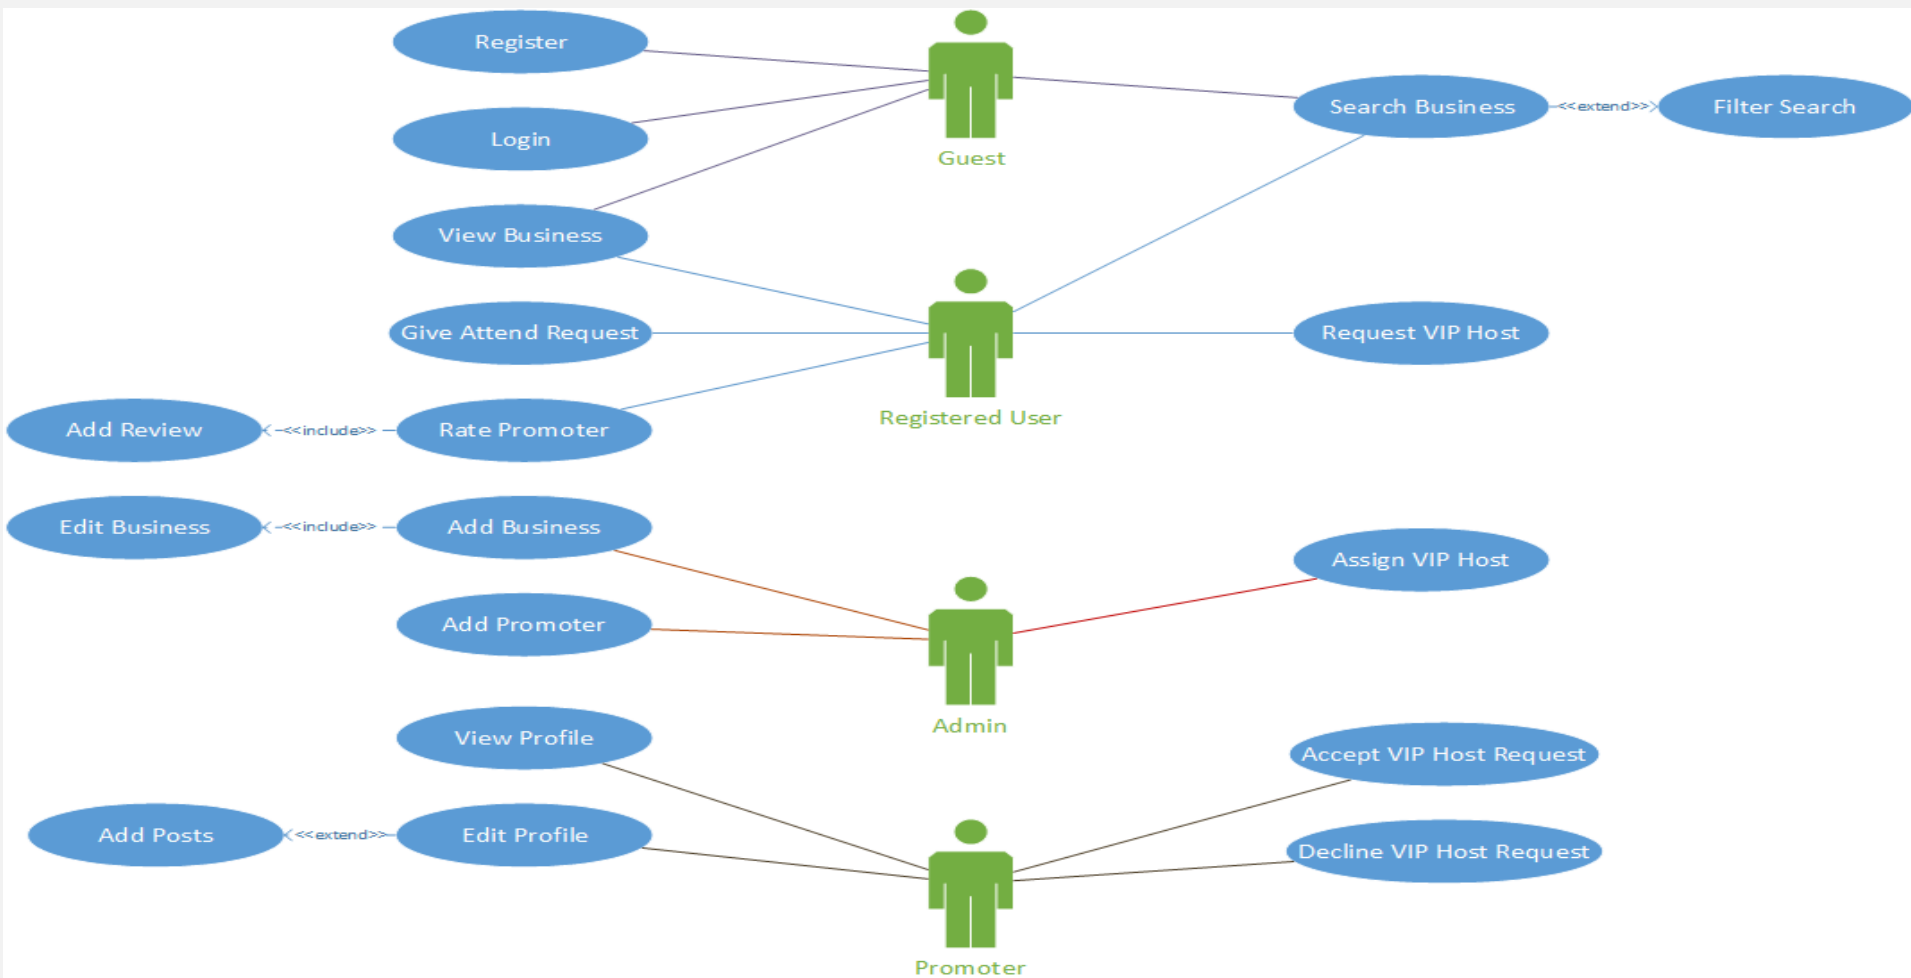 Register
Guest
Search Business
<<extend>>
Filter Search
Login
View Business
Give Attend Request
Registered User
Request VIP Host
Add Review
<<include>>
Rate Promoter
Edit Business
<<include>>
Add Business
Assign VIP Host
Add Promoter
Admin
View Profile
Accept VIP Host Request
Add Posts
<<extend>>
Edit Profile
Decline VIP Host Request
Promoter